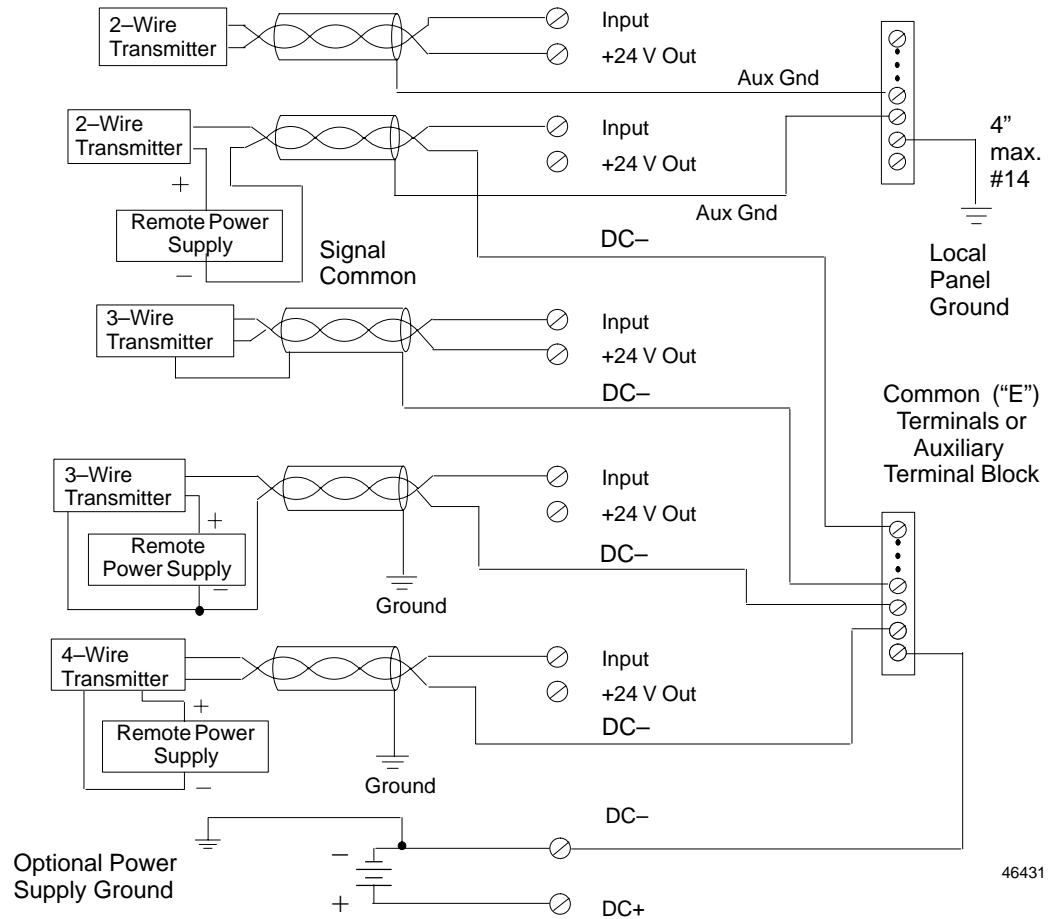 2–Wire
Transmitter
Input
+24 V Out
Aux Gnd
2–Wire
Transmitter
+
Remote Power
Supply
–
Signal
Common
Input
+24 V Out
Aux Gnd
DC–
4”
max.
#14
Local
Panel
Ground
3–Wire
Transmitter
Input
+24 V Out
DC–
Common (“E”)
Terminals or
Auxiliary
Terminal Block
3–Wire
Transmitter
+
Remote
Power Supply
–
Ground
Input
+24 V Out
DC–
4–Wire
Transmitter
+
Remote Power
Supply
–
Ground
Input
+24 V Out
DC–
Optional Power
Supply Ground
–
+
DC–
DC+
46431